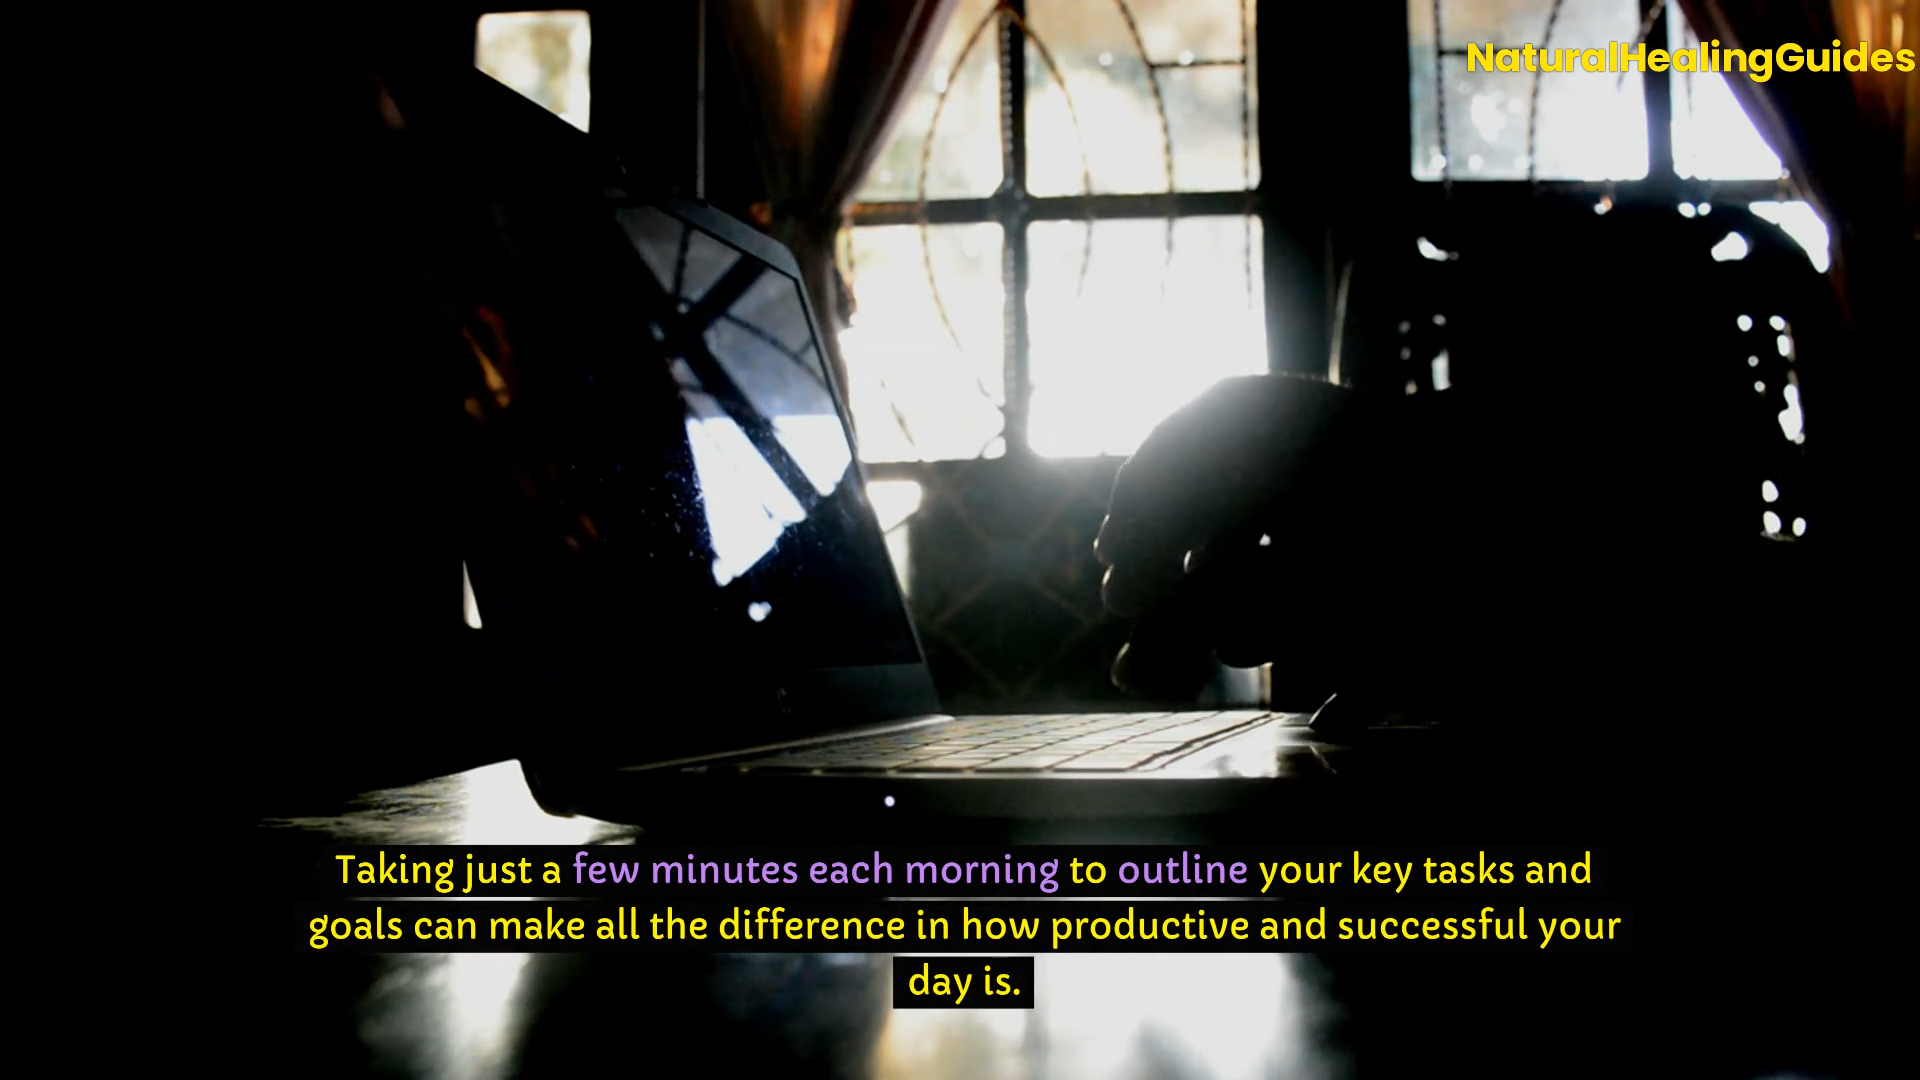 NaturalHealingGuides
Taking just a few minutes each morning to outline your key tasks and
goals can make all the difference in how productive and successful your
day is.